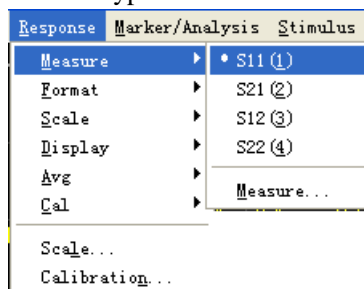 Response Marker/Analysis Stimulus
Measure
Format
Scale
Display
Avg
Cal
Scale...
Calibration...
S11 (1)
S21 (2)
S12 (3)
S22 (4)
Measure...